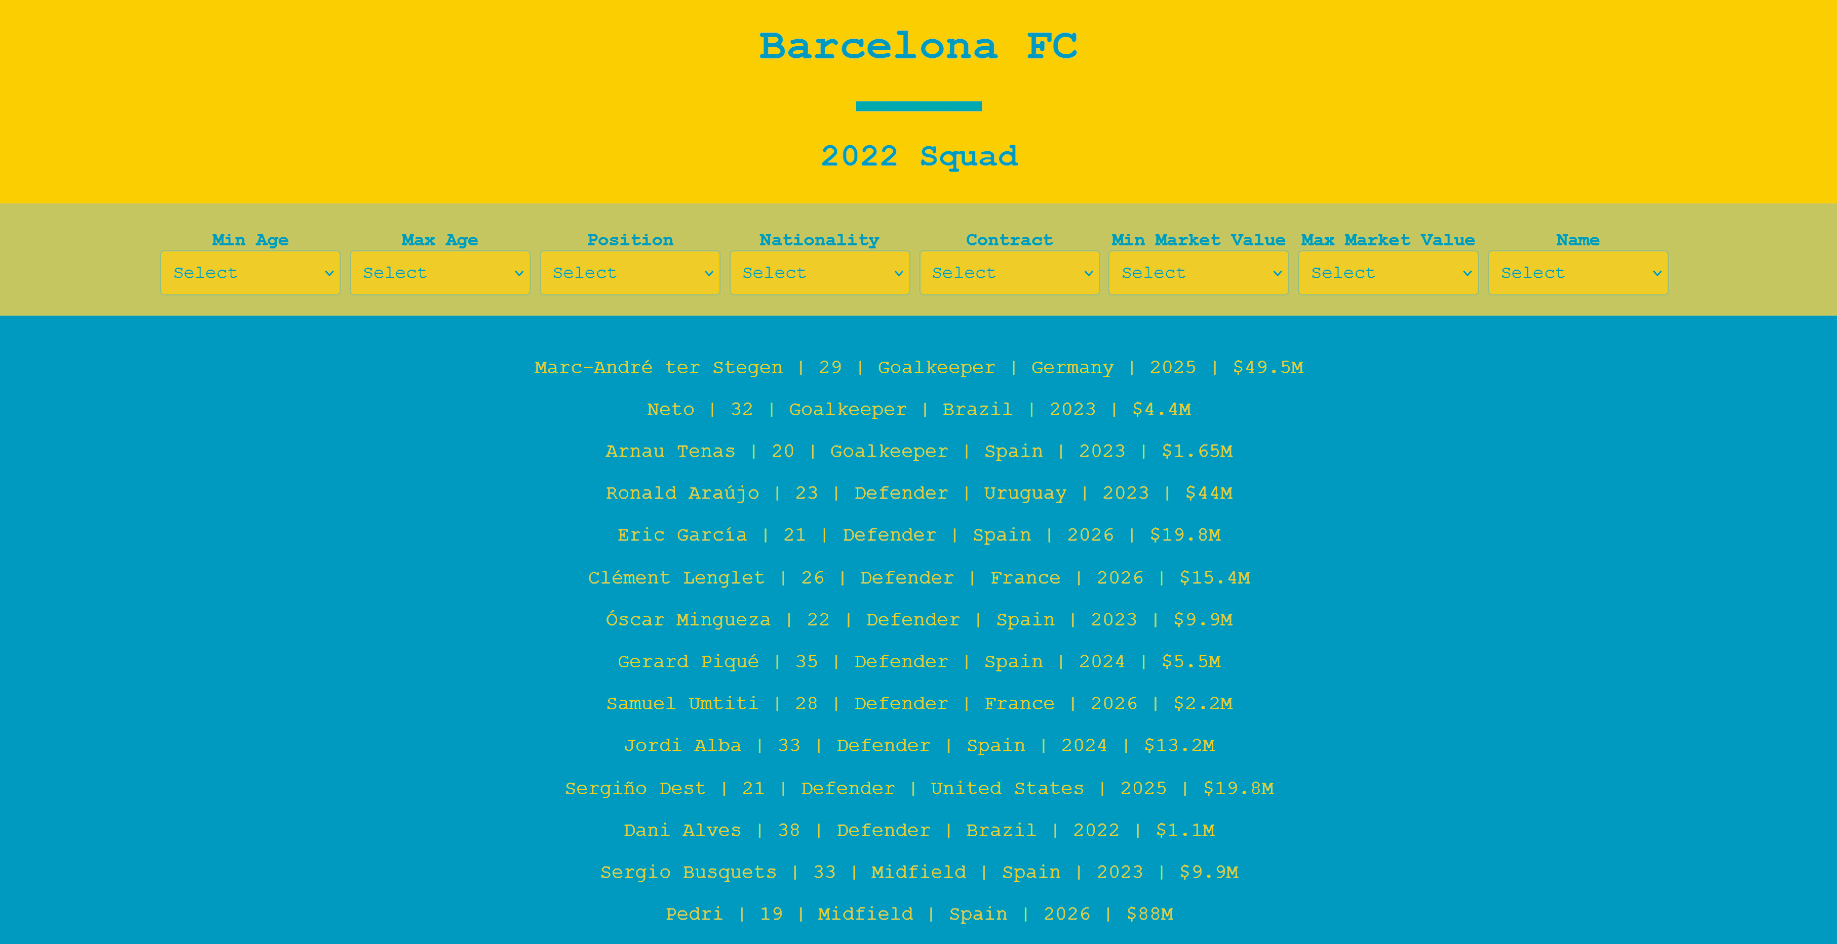 Barcelona FC
2022 Squad
Min Age Max Age Position Nationality Contract Min Market Value Max Market Value Name
Select Select Select Select Select Select Select Select
Marc-André ter Stegen | 29 | Goalkeeper | Germany | 2025 | $49.5M
Neto | 32 | Goalkeeper | Brazil | 2023 | $4.4M
Arnau Tenas | 20 | Goalkeeper | Spain | 2023 | $1.65M
Ronald Araújo | 23 | Defender | Uruguay | 2023 | $44M
Eric García | 21 | Defender | Spain | 2026 | $19.8M
Clément Lenglet | 26 | Defender | France | 2026 | $15.4M
Óscar Mingueza | 22 | Defender | Spain | 2023 | $9.9M
Gerard Piqué | 35 | Defender | Spain | 2024 | $5.5M
Samuel Umtiti | 28 | Defender | France | 2026 | $2.2M
Jordi Alba | 33 | Defender | Spain | 2024 | $13.2M
Sergiño Dest | 21 | Defender | United States | 2025 | $19.8M
Dani Alves | 38 | Defender | Brazil | 2022 | $1.1M
Sergio Busquets | 33 | Midfield | Spain | 2023 | $9.9M
Pedri | 19 | Midfield | Spain | 2026 | $88M